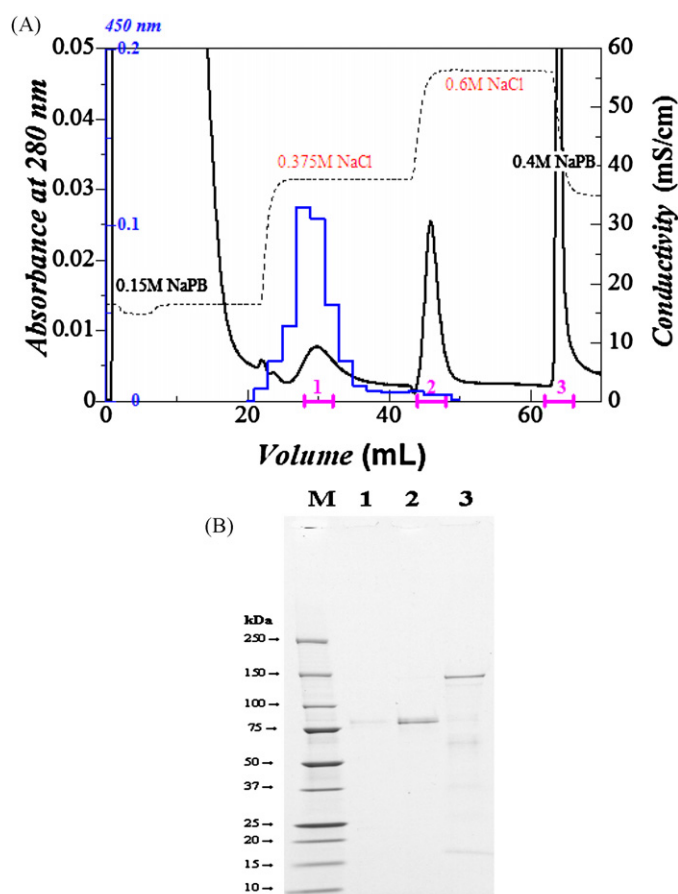 (A)
450 nm
Absorbance at 280 nm
0.05
0.04
0.03
0.02
0.01
0
0.2
0.1
0
0.15M NaPB
0.375M NaCl
0.6M NaCl
0.4M NaPB
1
2
3
60
50
40
30
20
10
0
Conductivity (mS/cm)
0 20 40 60
Volume (mL)
(B)
M 1 2 3
kDa
250→
150→
100→
75→
50→
37→
25→
20→
15→
10→